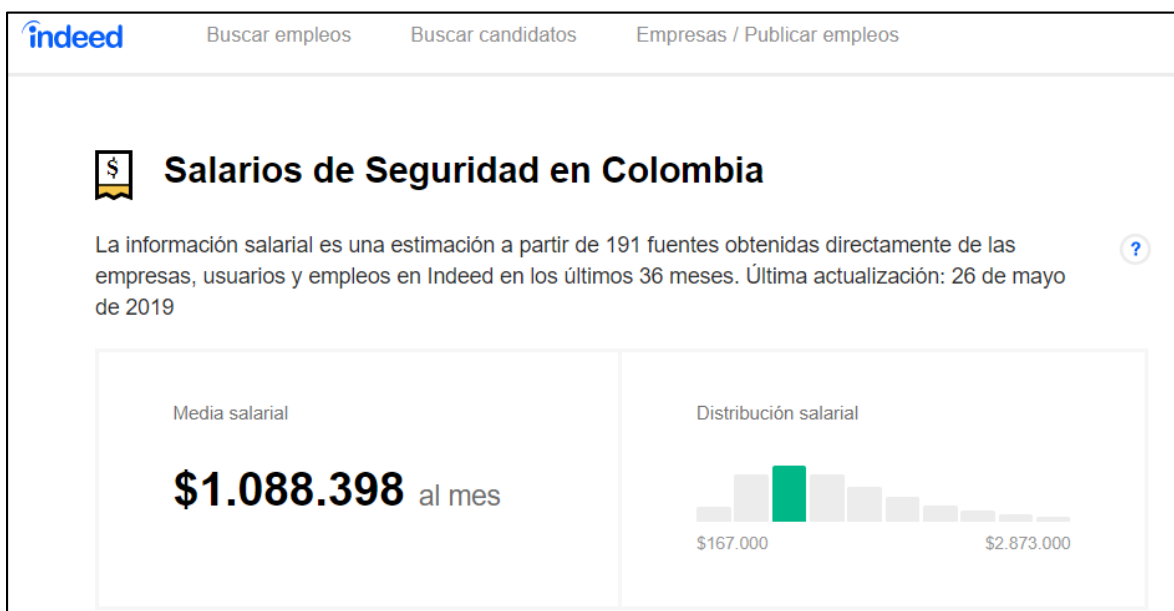 indeed Buscar empleos Buscar candidatos Empresas / Publicar empleos
$ Salarios de Seguridad en Colombia
La información salarial es una estimación a partir de 191 fuentes obtenidas directamente de las ?
empresas, usuarios y empleos en Indeed en los últimos 36 meses. Última actualización: 26 de mayo
de 2019
Media salarial
$1.088.398 al mes
Distribución salarial
$167.000 $2.873.000